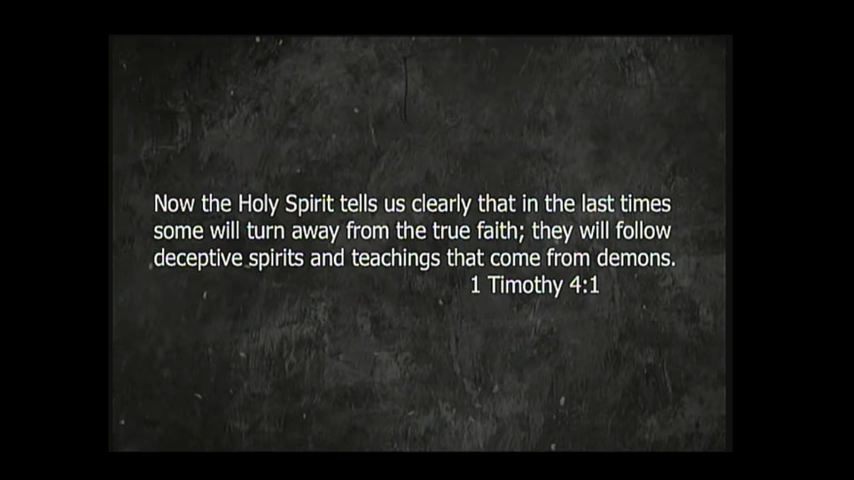 Now the Holy Spirit tells us clearly that in the last times
some will turn away from the true faith; they will follow
deceptive spirits and teachings that come from demons.
1 Timothy 4:1